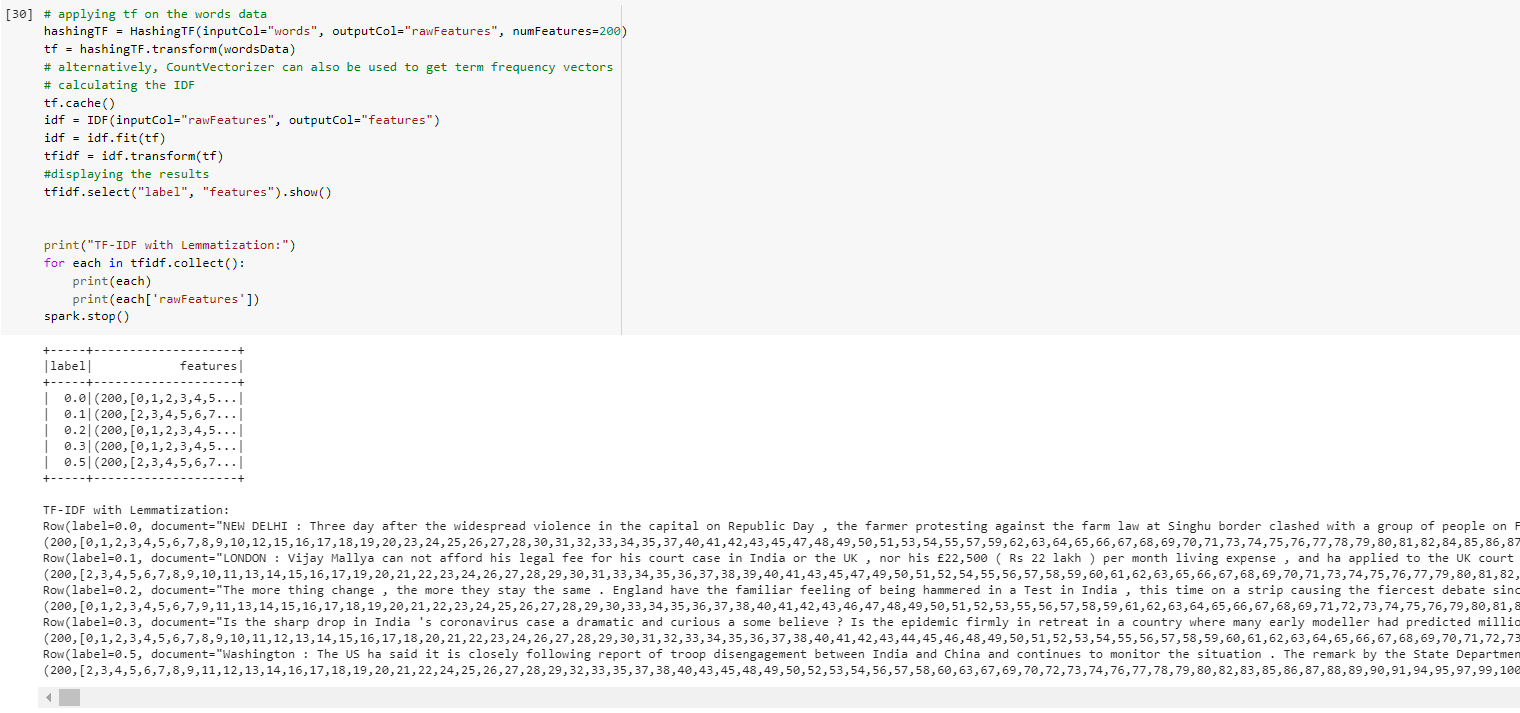 [30] # applying tf on the words data
hashingTF = HashingTF(inputCol="words", outputCol="rawFeatures", numFeatures=200)
tf = hashingTF.transform(wordsData)
# alternatively, CountVectorizer can also be used to get term frequency vectors
# calculating the IDF
tf.cache()
idf = IDF(inputCol="rawFeatures", outputCol="features")
idf = idf.fit(tf)
tfidf = idf.transform(tf)
#displaying the results
tfidf.select("label", "features").show()
print("TF-IDF with Lemmatization:")
for each in tfidf.collect():
    print(each)
    print(each['rawFeatures'])
spark.stop()
+-----+--------------------+
|label|            features|
+-----+--------------------+
|  0.0|(200,[0,1,2,3,4,5...|
|  0.1|(200,[2,3,4,5,6,7...|
|  0.2|(200,[0,1,2,3,4,5...|
|  0.3|(200,[0,1,2,3,4,5...|
|  0.5|(200,[2,3,4,5,6,7...|
+-----+--------------------+
TF-IDF with Lemmatization:
Row(label=0.0, document="NEW DELHI : Three day after the widespread violence in the capital on Republic Day , the farmer protesting against the farm law at Singhu border clashed with a group of people on F
(200,[0,1,2,3,4,5,6,7,8,9,10,12,15,16,17,18,19,20,23,24,25,26,27,28,30,31,32,33,34,35,37,40,41,42,43,45,47,48,49,50,51,53,54,55,57,59,62,63,64,65,66,67,68,69,70,71,73,74,75,76,77,78,79,80,81,82,84,85,86,87
Row(label=0.1, document="LONDON : Vijay Mallya can not afford his legal fee for his court case in India or the UK , nor his £22,500 ( Rs 22 lakh ) per month living expense , and ha applied to the UK court
(200,[2,3,4,5,6,7,8,9,10,11,13,14,15,16,17,19,20,21,22,23,24,26,27,28,29,30,31,33,34,35,36,37,38,39,40,41,43,45,47,49,50,51,52,54,55,56,57,58,59,60,61,62,63,65,66,67,68,69,70,71,73,74,75,76,77,79,80,81,82,
Row(label=0.2, document="The more thing change , the more they stay the same . England have the familiar feeling of being hammered in a Test in India , this time on a strip causing the fiercest debate sinc
(200,[0,1,2,3,4,5,6,7,9,11,13,14,15,16,17,18,19,20,22,23,24,25,26,27,28,29,30,33,34,35,36,37,38,40,41,42,43,46,47,48,49,50,51,52,53,55,56,57,58,59,61,62,63,64,65,66,67,68,69,71,72,73,74,75,76,79,80,81,8
Row(label=0.3, document="Is the sharp drop in India 's coronavirus case a dramatic and curious a some believe ? Is the epidemic firmly in retreat in a country where many early modeller had predicted millio
(200,[0,1,2,3,4,5,6,7,8,9,10,11,12,13,14,15,16,17,18,20,21,22,23,24,26,27,28,29,30,31,32,33,34,35,36,37,38,40,41,42,44,45,46,48,49,50,51,52,54,55,56,57,58,59,60,61,62,63,64,65,66,67,68,69,70,71,72,73
Row(label=0.5, document="Washington : The US ha said it is closely following report of troop disengagement between India and China and continues to monitor the situation . The remark by the State Departmen
(200,[2,3,4,5,6,7,8,9,11,12,13,14,16,17,18,19,20,21,22,24,25,26,27,28,29,32,33,35,37,38,40,43,45,48,49,50,52,53,54,55,56,57,58,60,63,67,69,70,72,73,74,76,77,78,79,80,82,83,85,86,87,88,89,90,91,94,95,97,99,100